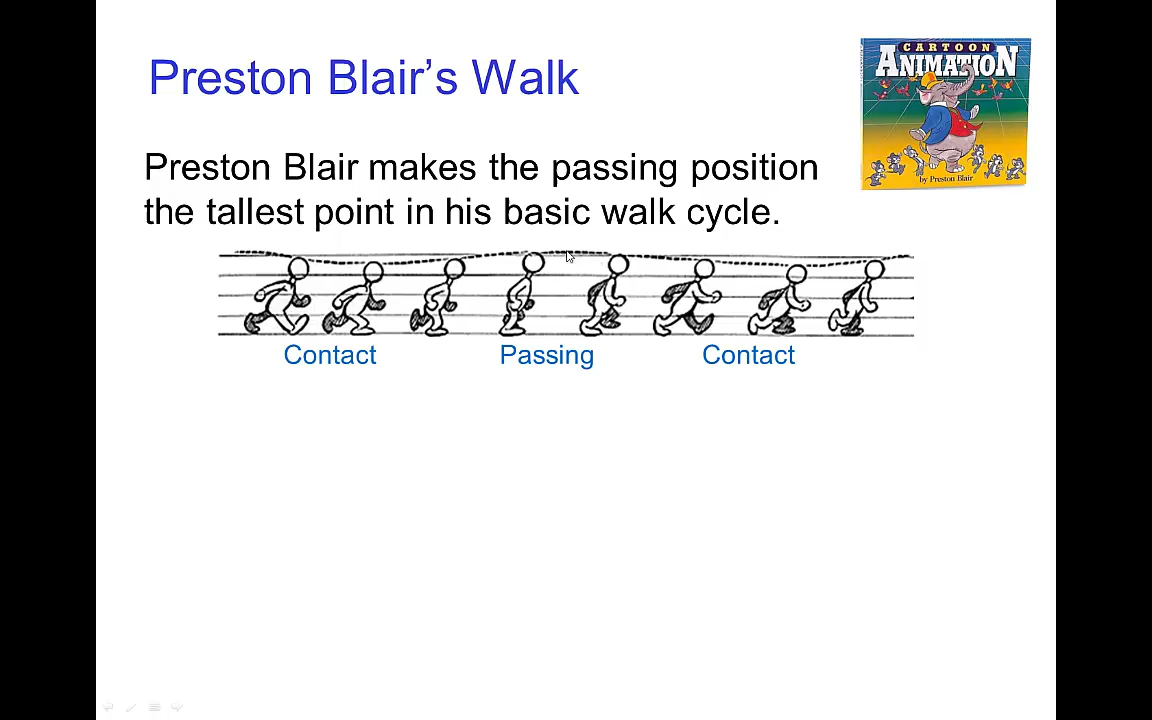 Preston Blair's Walk
CARTOON
ANIMATION
by Preston Blair
Preston Blair makes the passing position
the tallest point in his basic walk cycle.
Contact
Passing
Contact